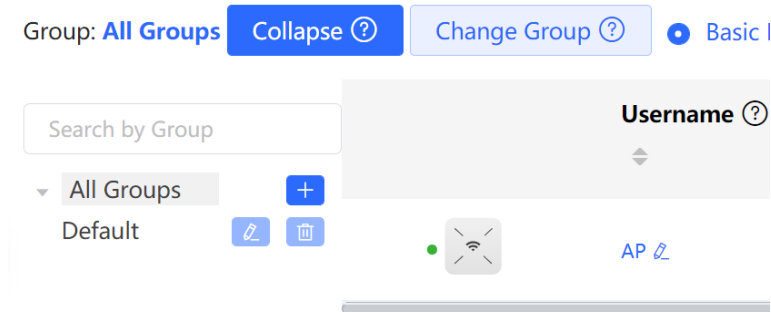 Group: All Groups Collapse ? Change Group ? Basic
Search by Group
Username ?
All Groups +
Default
AP